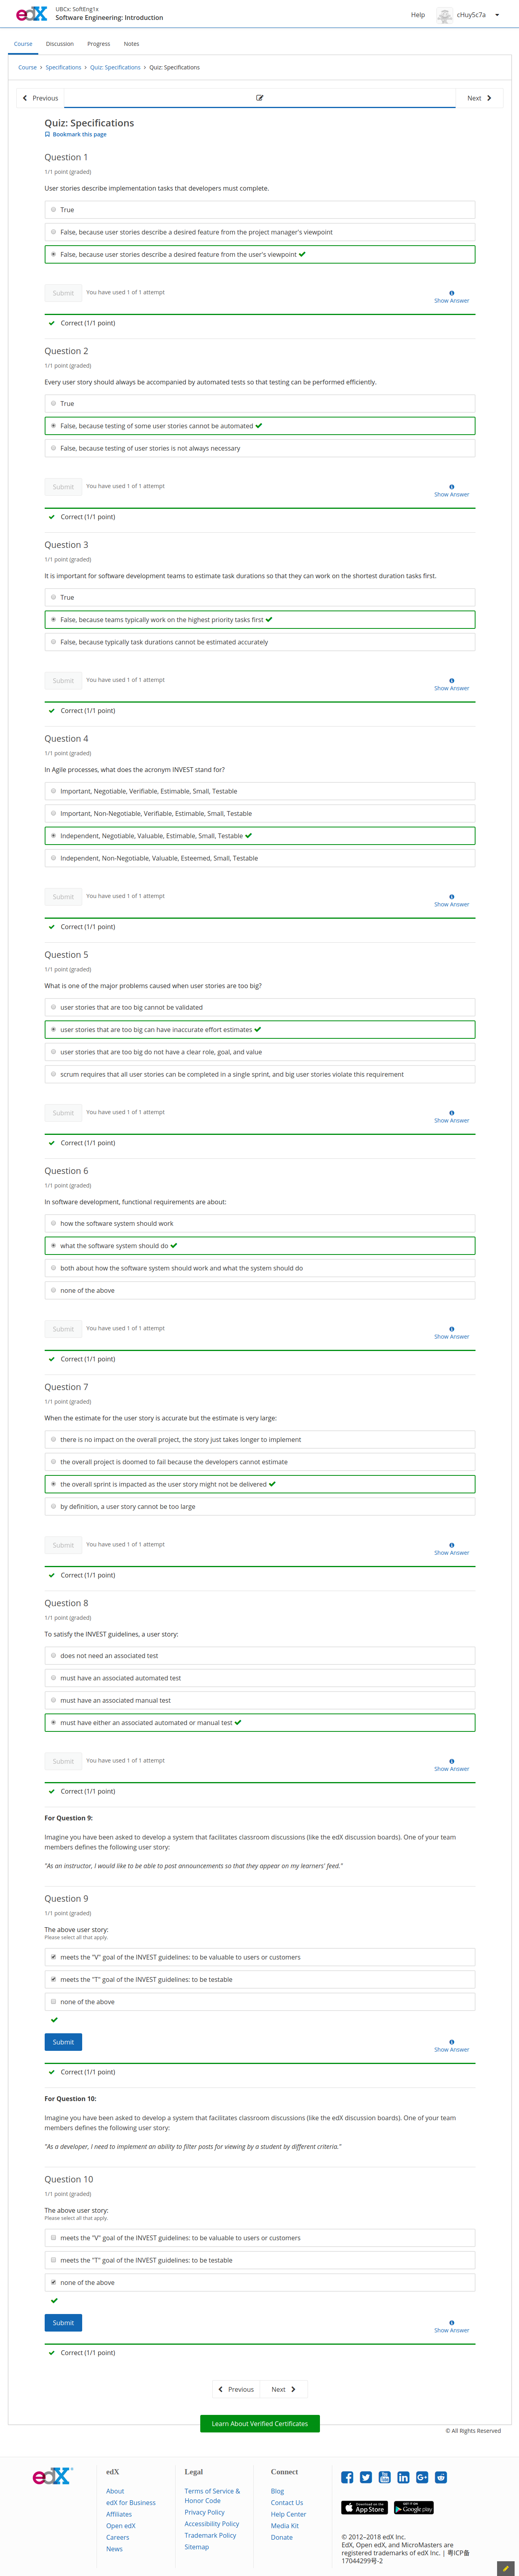 edX
UBCx: SoftEng1x
Software Engineering: Introduction
Help
cHuy5c7a
Course
Discussion
Progress
Notes
Course > Specifications > Quiz: Specifications > Quiz: Specifications
Previous
Next
Quiz: Specifications
Bookmark this page
Question 1
1/1 point (graded)
User stories describe implementation tasks that developers must complete.
True
False, because user stories describe a desired feature from the project manager's viewpoint
False, because user stories describe a desired feature from the user's viewpoint
Submit
You have used 1 of 1 attempt
Show Answer
Correct (1/1 point)
Question 2
1/1 point (graded)
Every user story should always be accompanied by automated tests so that testing can be performed efficiently.
True
False, because testing of some user stories cannot be automated
False, because testing of user stories is not always necessary
Submit
You have used 1 of 1 attempt
Show Answer
Correct (1/1 point)
Question 3
1/1 point (graded)
It is important for software development teams to estimate task durations so that they can work on the shortest duration tasks first.
True
False, because teams typically work on the highest priority tasks first
False, because typically task durations cannot be estimated accurately
Submit
You have used 1 of 1 attempt
Show Answer
Correct (1/1 point)
Question 4
1/1 point (graded)
In Agile processes, what does the acronym INVEST stand for?
Important, Negotiable, Verifiable, Estimable, Small, Testable
Important, Non-Negotiable, Verifiable, Estimable, Small, Testable
Independent, Negotiable, Valuable, Estimable, Small, Testable
Independent, Non-Negotiable, Valuable, Esteemed, Small, Testable
Submit
You have used 1 of 1 attempt
Show Answer
Correct (1/1 point)
Question 5
1/1 point (graded)
What is one of the major problems caused when user stories are too big?
user stories that are too big cannot be validated
user stories that are too big can have inaccurate effort estimates
user stories that are too big do not have a clear role, goal, and value
scrum requires that all user stories can be completed in a single sprint, and big user stories violate this requirement
Submit
You have used 1 of 1 attempt
Show Answer
Correct (1/1 point)
Question 6
1/1 point (graded)
In software development, functional requirements are about:
how the software system should work
what the software system should do
both about how the software system should work and what the system should do
none of the above
Submit
You have used 1 of 1 attempt
Show Answer
Correct (1/1 point)
Question 7
1/1 point (graded)
When the estimate for the user story is accurate but the estimate is very large:
there is no impact on the overall project, the story just takes longer to implement
the overall project is doomed to fail because the developers cannot estimate
the overall sprint is impacted as the user story might not be delivered
by definition, a user story cannot be too large
Submit
You have used 1 of 1 attempt
Show Answer
Correct (1/1 point)
Question 8
1/1 point (graded)
To satisfy the INVEST guidelines, a user story:
does not need an associated test
must have an associated automated test
must have an associated manual test
must have either an associated automated or manual test
Submit
You have used 1 of 1 attempt
Show Answer
Correct (1/1 point)
For Question 9:
Imagine you have been asked to develop a system that facilitates classroom discussions (like the edX discussion boards). One of your team
members defines the following user story:
"As an instructor, I would like to be able to post announcements so that they appear on my learners' feed."
Question 9
1/1 point (graded)
The above user story:
Please select all that apply.
meets the "V" goal of the INVEST guidelines: to be valuable to users or customers
meets the "T" goal of the INVEST guidelines: to be testable
none of the above
Submit
Show Answer
Correct (1/1 point)
For Question 10:
Imagine you have been asked to develop a system that facilitates classroom discussions (like the edX discussion boards). One of your team
members defines the following user story:
"As a developer, I need to implement an ability to filter posts for viewing by a student by different criteria."
Question 10
1/1 point (graded)
The above user story:
Please select all that apply.
meets the "V" goal of the INVEST guidelines: to be valuable to users or customers
meets the "T" goal of the INVEST guidelines: to be testable
none of the above
Submit
Show Answer
Correct (1/1 point)
Previous
Next
Learn About Verified Certificates
© All Rights Reserved
edX
edX
About
edX for Business
Affiliates
Open edX
Careers
News
Legal
Terms of Service &
Honor Code
Privacy Policy
Accessibility Policy
Trademark Policy
Sitemap
Connect
Blog
Contact Us
Help Center
Media Kit
Donate
Download on the
App Store
GET IT ON
Google play
© 2012–2018 edX Inc.
EdX, Open edX, and MicroMasters are
registered trademarks of edX Inc. | 粤ICP备
17044299号-2